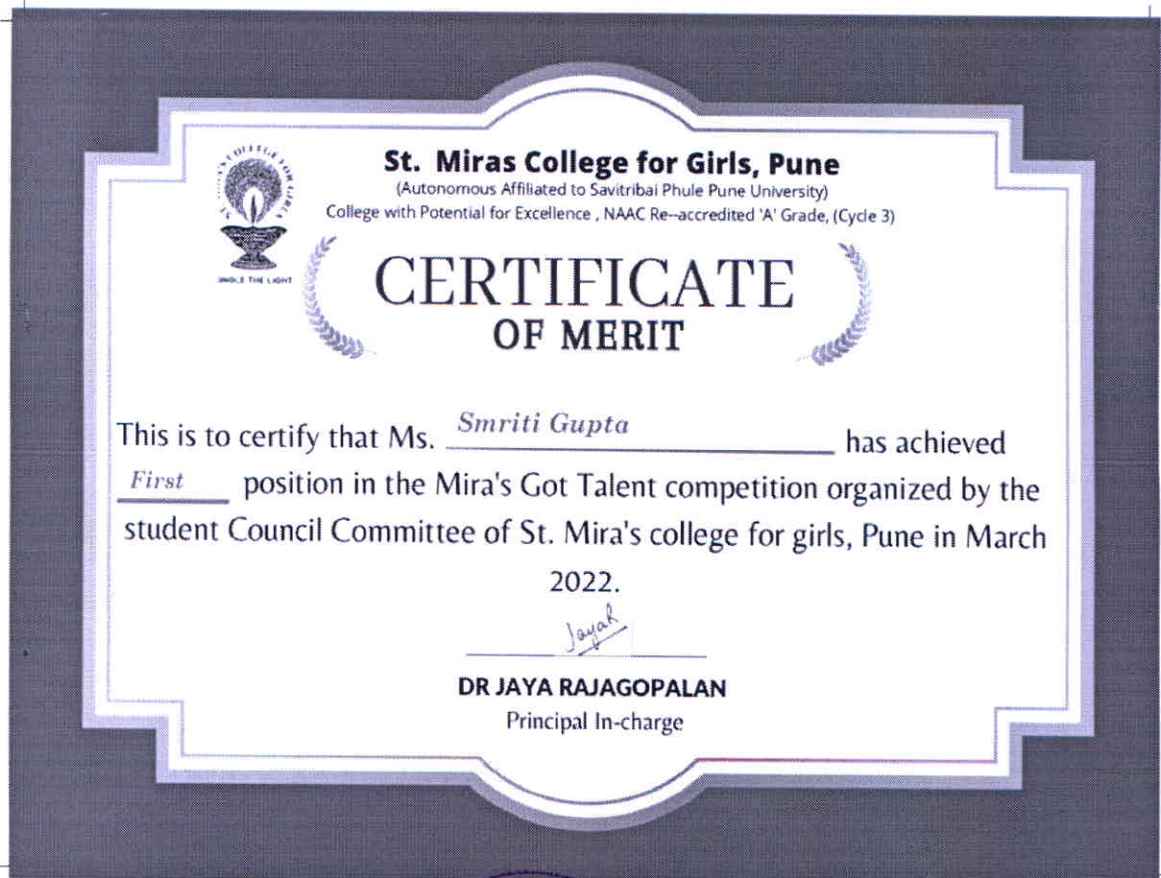 St. Miras College for Girls, Pune
(Autonomous Affiliated to Savitribai Phule Pune University)
College with Potential for Excellence , NAAC Re--accredited 'A' Grade, (Cycle 3)
CERTIFICATE
OF MERIT
This is to certify that Ms. Smriti Gupta has achieved
First position in the Mira's Got Talent competition organized by the
student Council Committee of St. Mira's college for girls, Pune in March
2022.
JayaR
DR JAYA RAJAGOPALAN
Principal In-charge